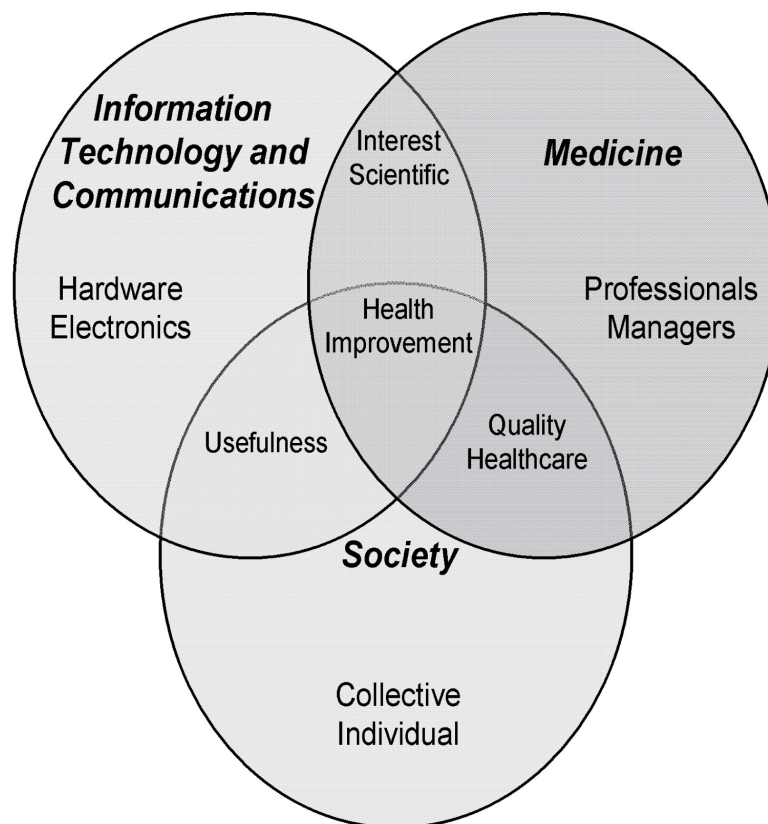 Information
Technology and
Communications
Interest
Scientific
Medicine
Hardware
Electronics
Health
Improvement
Professionals
Managers
Usefulness
Quality
Healthcare
Society
Collective
Individual